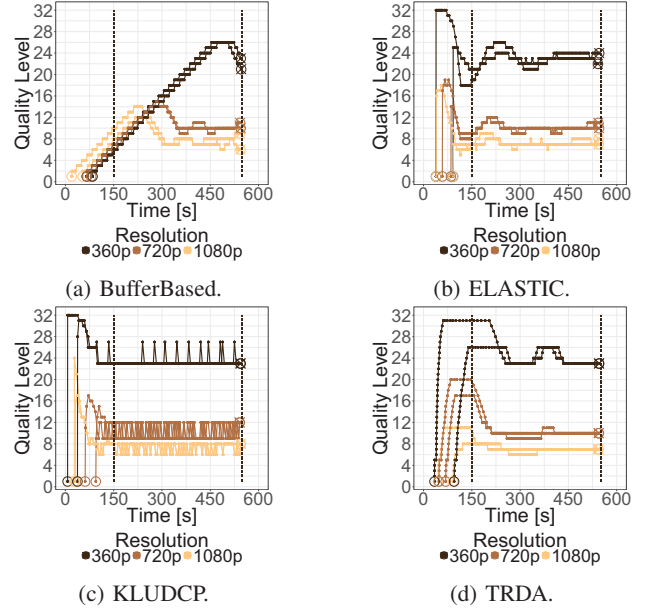 32
28
24
20
16
12
8
4
0
Quality Level
0 150 300 450 600
Time [s]
Resolution
360p 720p 1080p
(a) BufferBased.
32
28
24
20
16
12
8
4
0
Quality Level
0 150 300 450 600
Time [s]
Resolution
360p 720p 1080p
(b) ELASTIC.
32
28
24
20
16
12
8
4
0
Quality Level
0 150 300 450 600
Time [s]
Resolution
360p 720p 1080p
(c) KLUDCP.
32
28
24
20
16
12
8
4
0
Quality Level
0 150 300 450 600
Time [s]
Resolution
360p 720p 1080p
(d) TRDA.